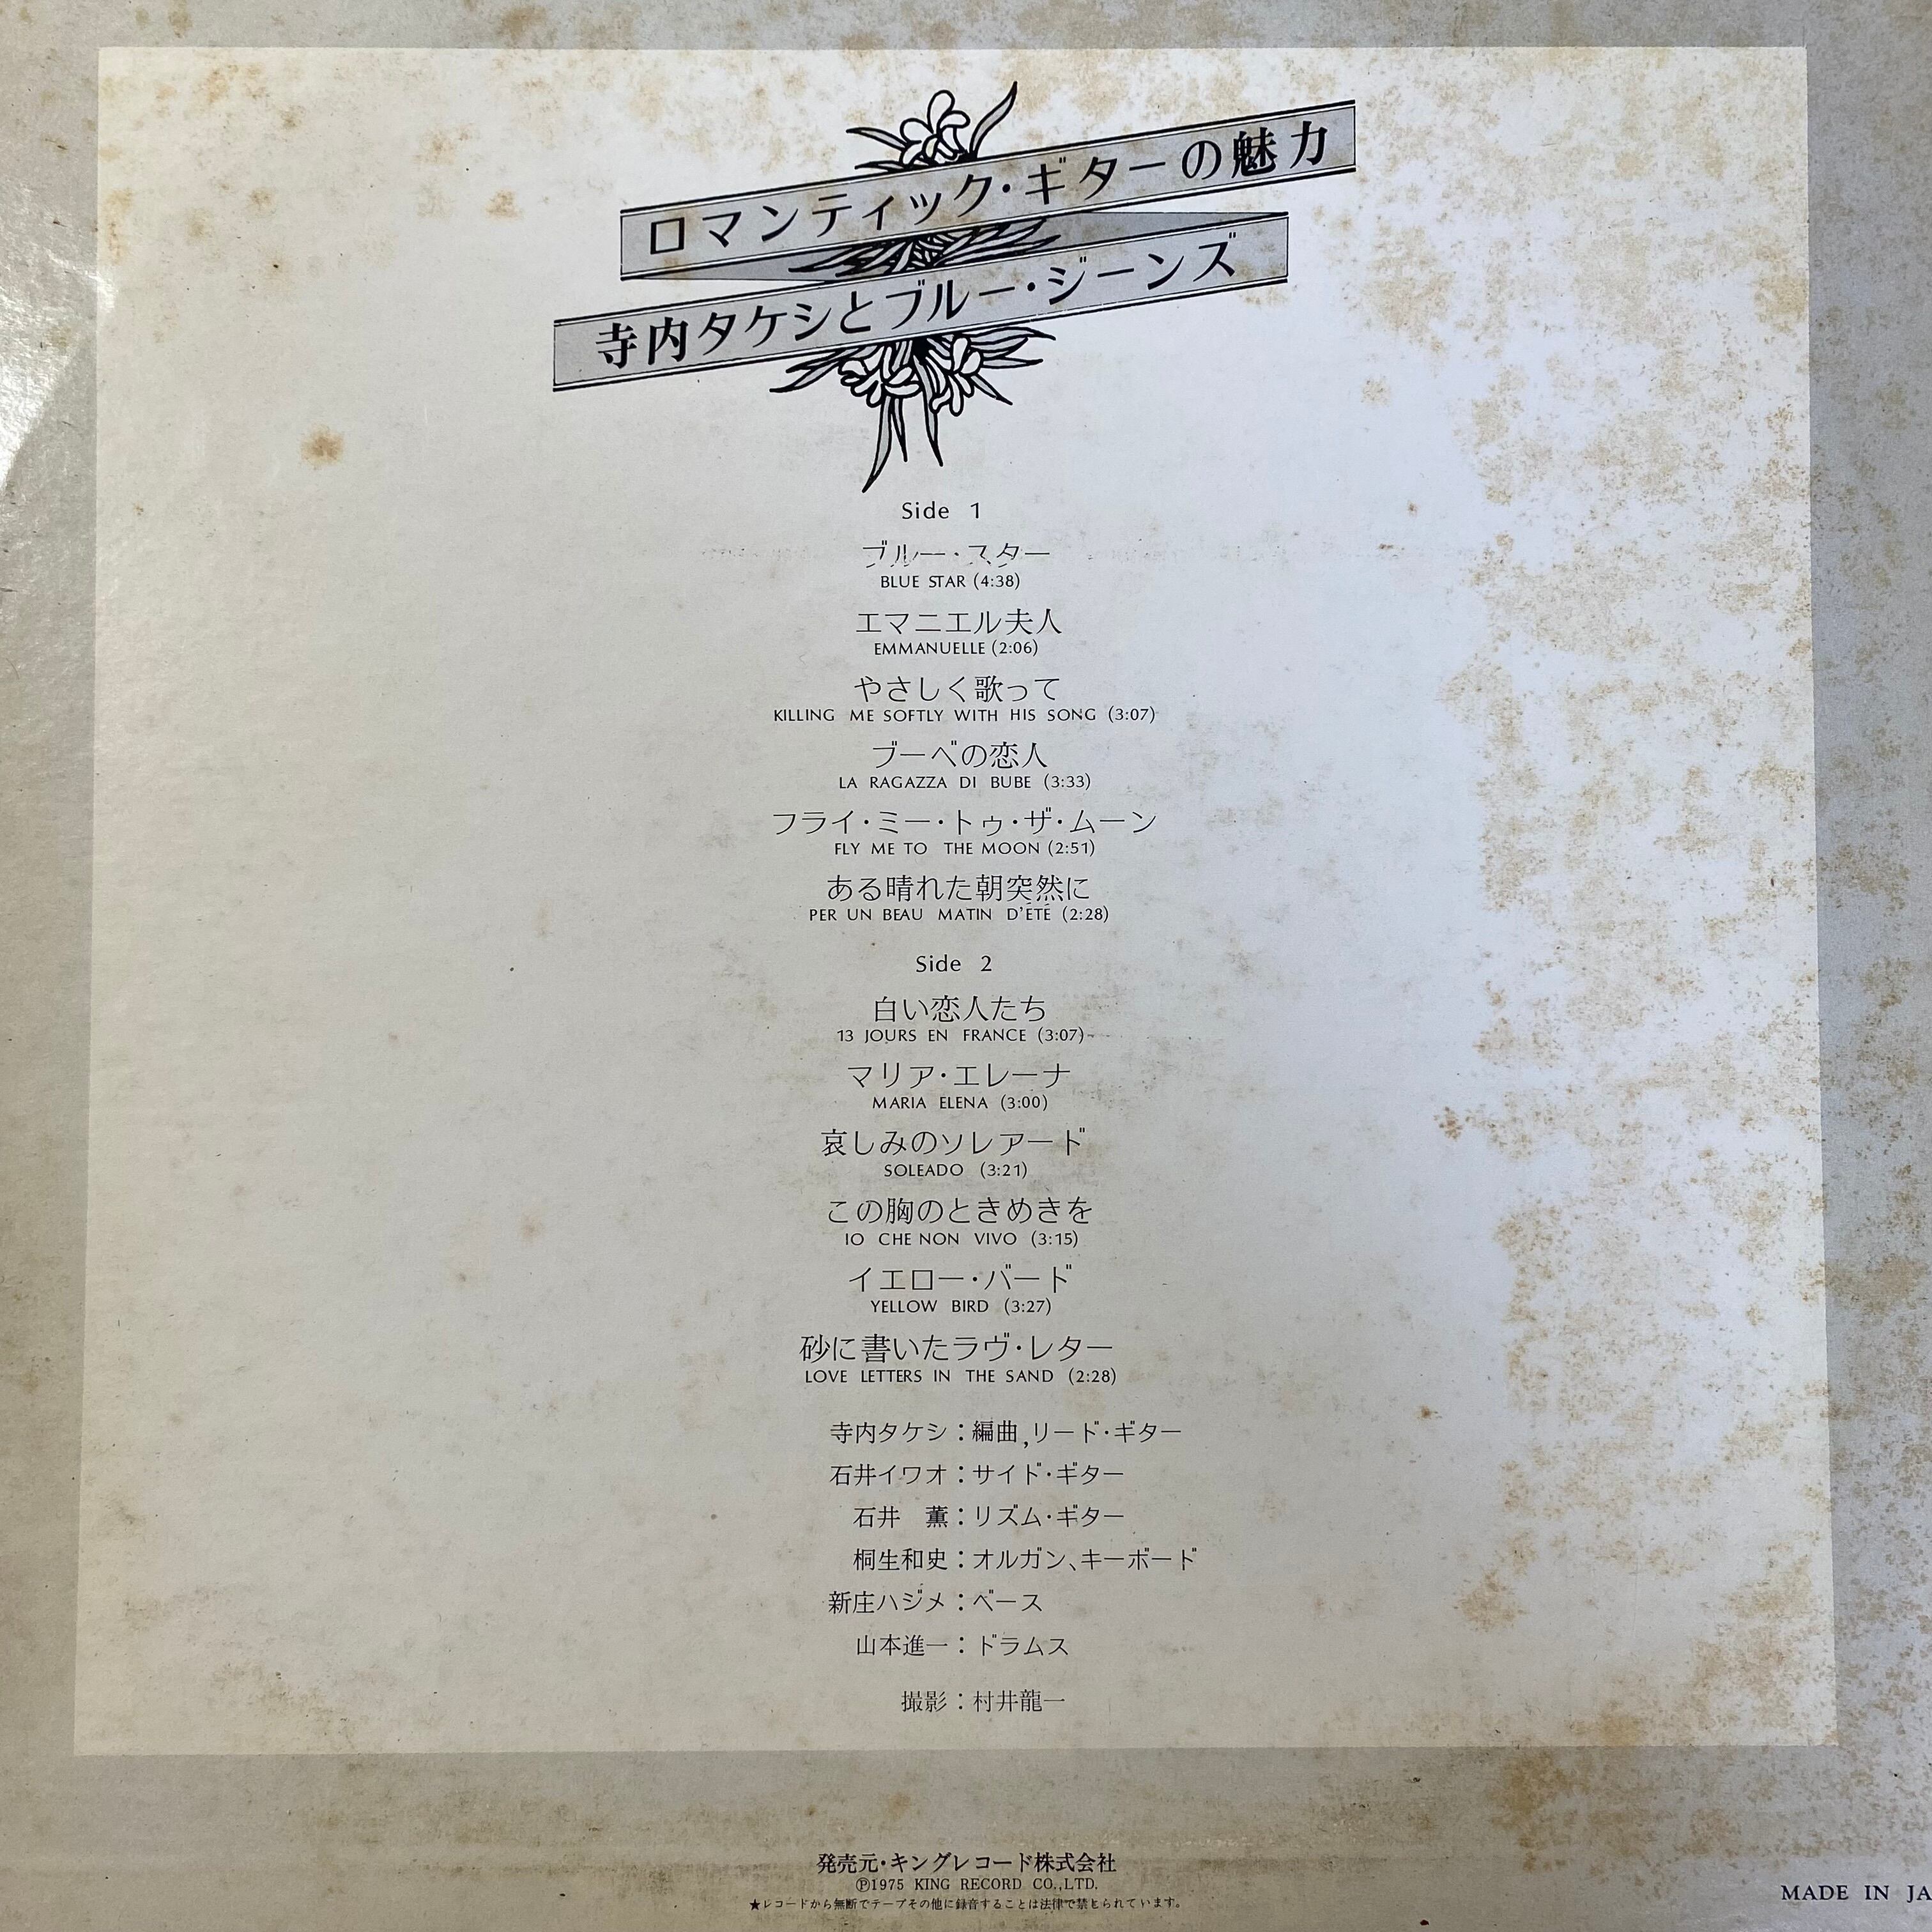 ロマンティック・ギターの魅力
寺内タケシとブルー・ジーンズ
Side 1
ブルー・スター
BLUE STAR (4:38)
エマニエル夫人
EMMANUELLE (2:06)
やさしく歌って
KILLING ME SOFTLY WITH HIS SONG (3:07)
ブーベの恋人
LA RAGAZZA DI BUBE (3:33)
フライ・ミー・トゥ・ザ・ムーン
FLY ME TO THE MOON (2:51)
ある晴れた朝突然に
PER UN BEAU MATIN D'ÉTÉ (2:28)
Side 2
白い恋人たち
13 JOURS EN FRANCE (3:07)
マリア・エレーナ
MARIA ELENA (3:00)
哀しみのソレアード
SOLEADO (3:21)
この胸のときめきを
IO CHE NON VIVO (3:15)
イエロー・バード
YELLOW BIRD (3:27)
砂に書いたラヴ・レター
LOVE LETTERS IN THE SAND (2:28)
寺内タケシ：編曲,リード・ギター
石井イワオ：サイド・ギター
石井　薫：リズム・ギター
桐生和史：オルガン、キーボード
新庄ハジメ：ベース
山本進一：ドラムス
撮影：村井龍一
発売元・キングレコード株式会社
Ⓟ1975 KING RECORD CO.,LTD.
★レコードから無断でテープその他に録音することは法律で禁じられています。
MADE IN JA